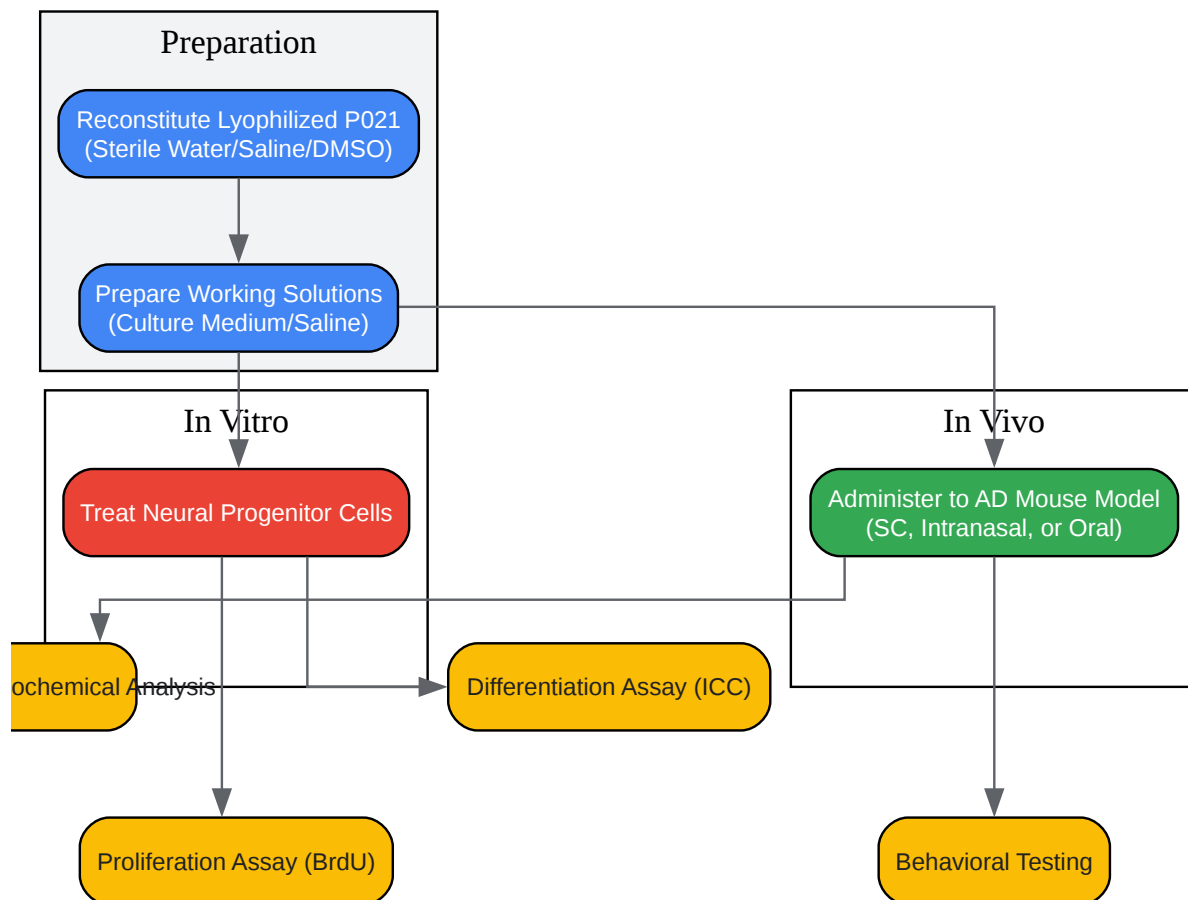 Preparation
Reconstitute Lyophilized P021
(Sterile Water/Saline/DMSO)
Prepare Working Solutions
(Culture Medium/Saline)
In Vitro
In Vivo
Treat Neural Progenitor Cells
Administer to AD Mouse Model
(SC, Intranasal, or Oral)
ochemical Analysis
Differentiation Assay (ICC)
Proliferation Assay (BrdU)
Behavioral Testing